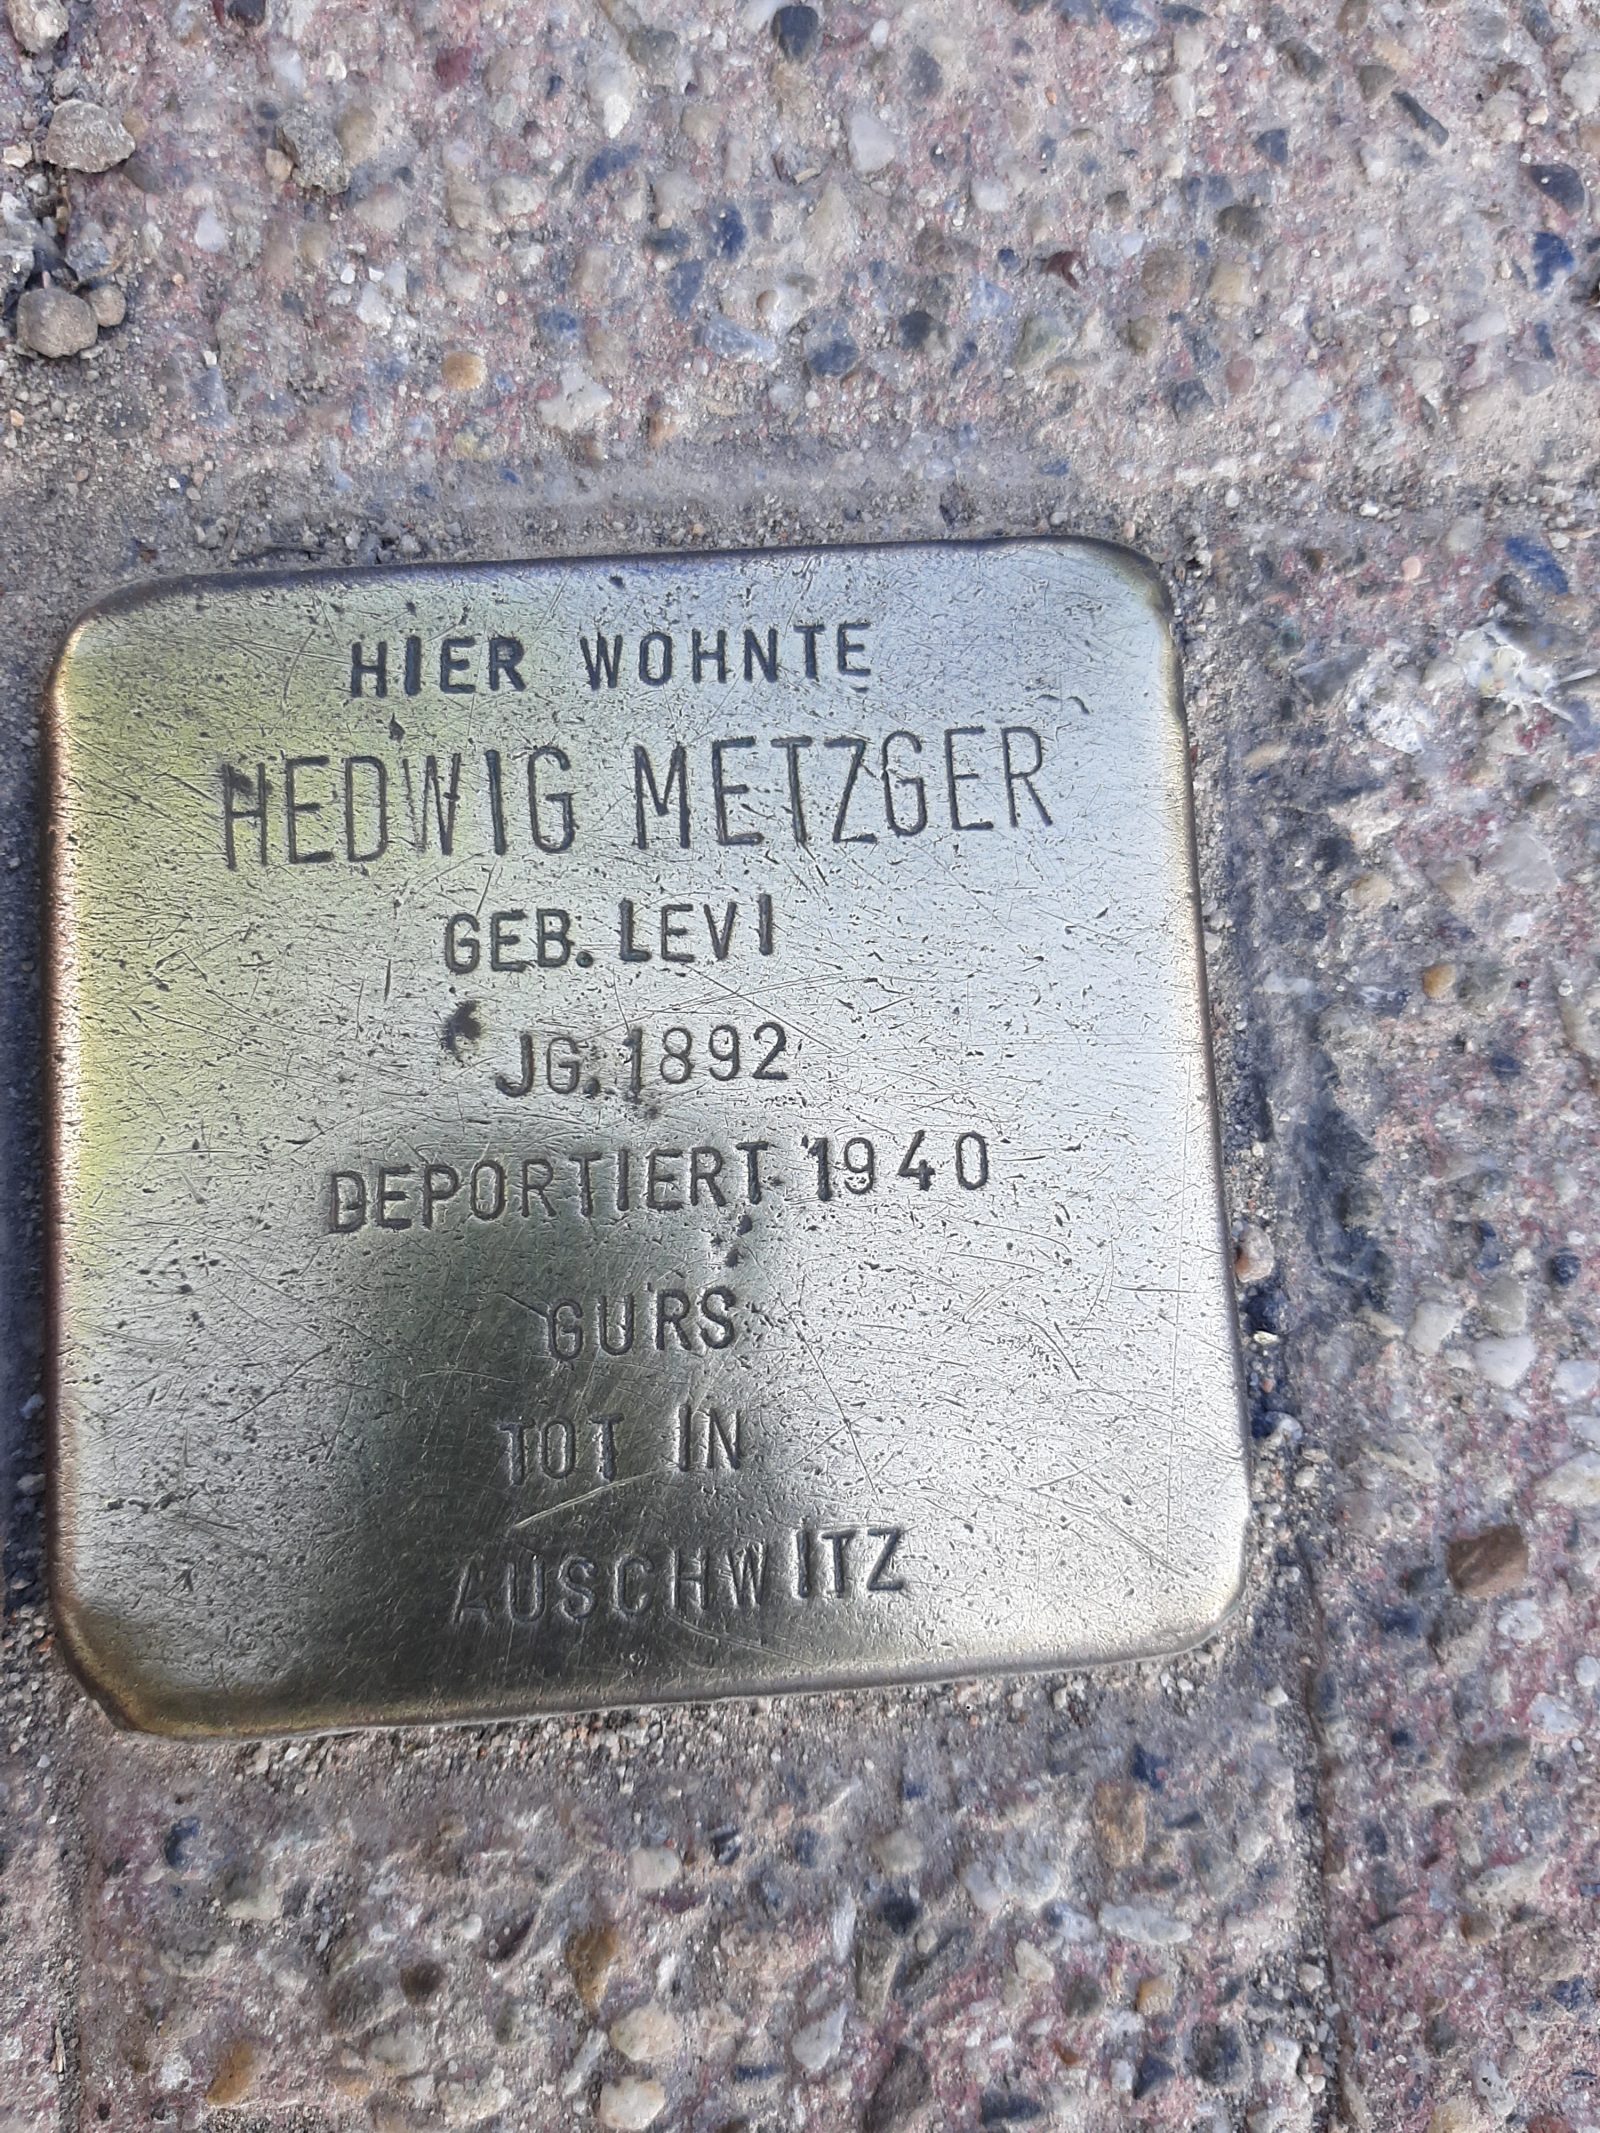 HIER WOHNTE
HEDWIG METZGER
GEB. LEVI
JG. 1892
DEPORTIERT 1940
GURS
TOT IN
AUSCHWITZ